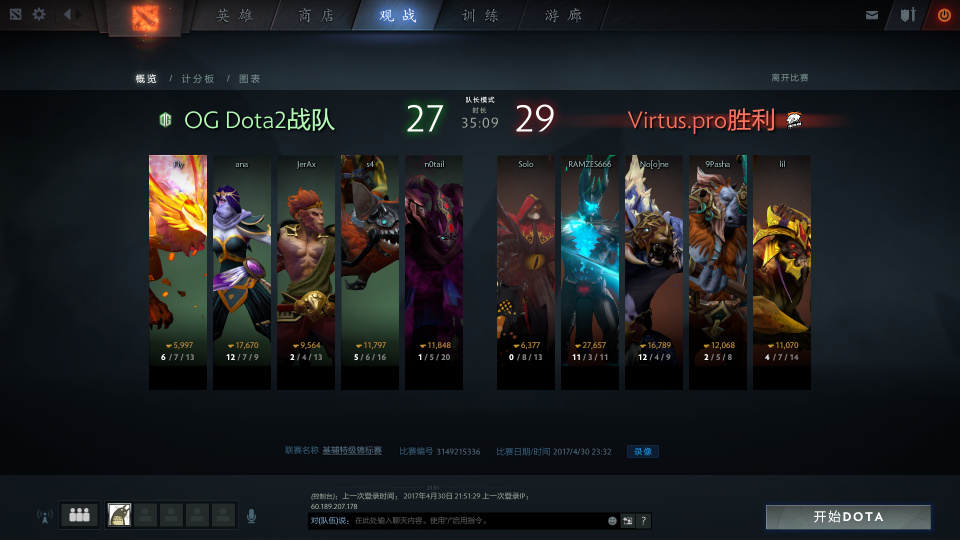 英雄 商店 观战 训练 游廊
概览 / 计分板 / 图表 离开比赛
OG Dota2战队 27 队长模式 时长 35:09 29 Virtus.pro胜利
Fly ana JerAx s4 n0tail Solo RAMZES666 No[o]ne 9Pasha lil
5,997 17,670 9,564 11,797 11,848 6,377 27,657 16,789 12,068 11,070
6 / 7 / 13 12 / 7 / 9 2 / 4 / 13 5 / 6 / 16 1 / 5 / 20 0 / 8 / 13 11 / 3 / 11 12 / 4 / 9 2 / 5 / 8 4 / 7 / 14
联赛名称 基辅特级锦标赛 比赛编号 3149215336 比赛日期/时间 2017/4/30 23:32 录像
(控制台): 上一次登录时间: 2017年4月30日 21:51:29 上一次登录IP:
60.189.207.178
对(队伍)说: 在此处输入聊天内容。使用"/"启用指令。 ?
开始DOTA